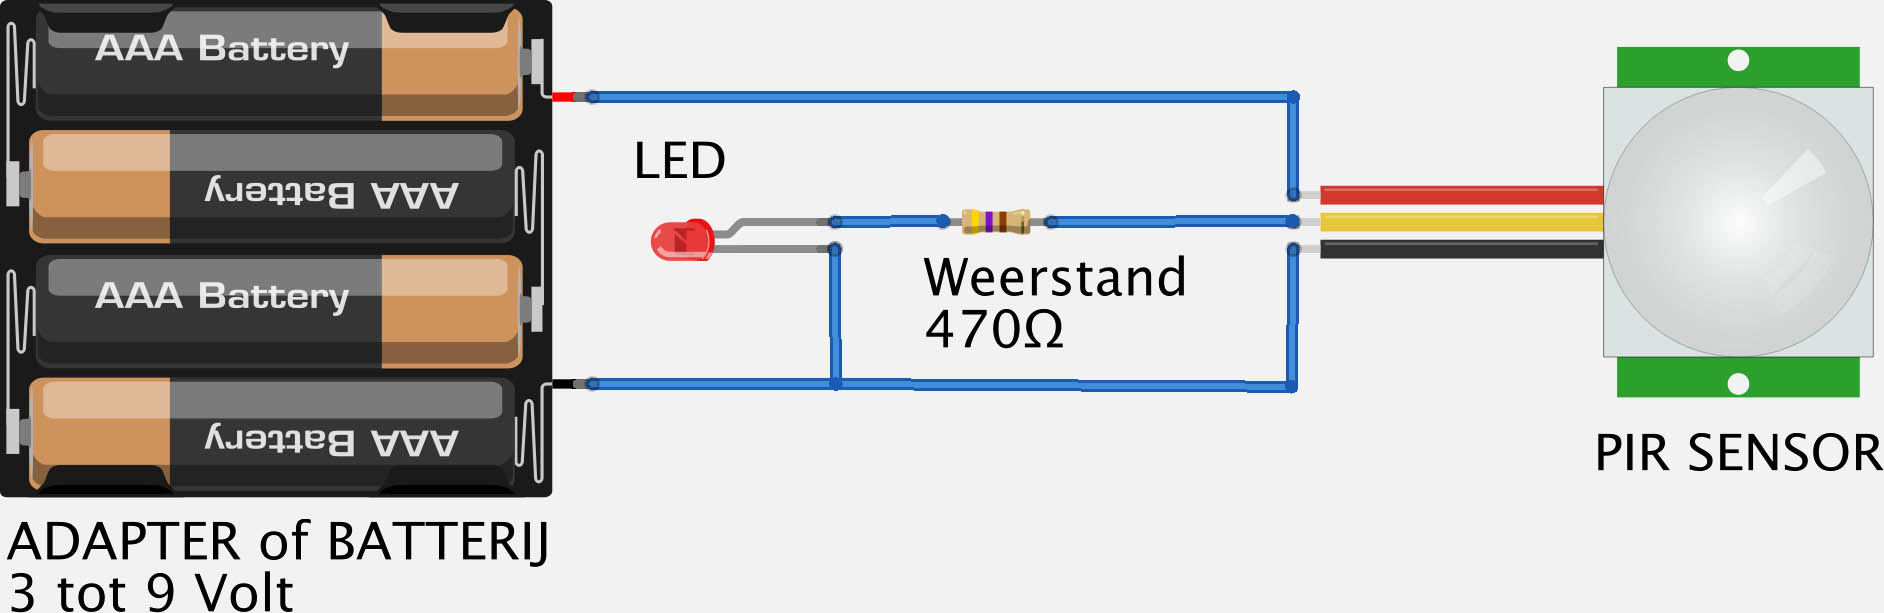 AAA Battery
AAA Battery
AAA Battery
AAA Battery
LED
Weerstand
470Ω
PIR SENSOR
ADAPTER of BATTERIJ
3 tot 9 Volt